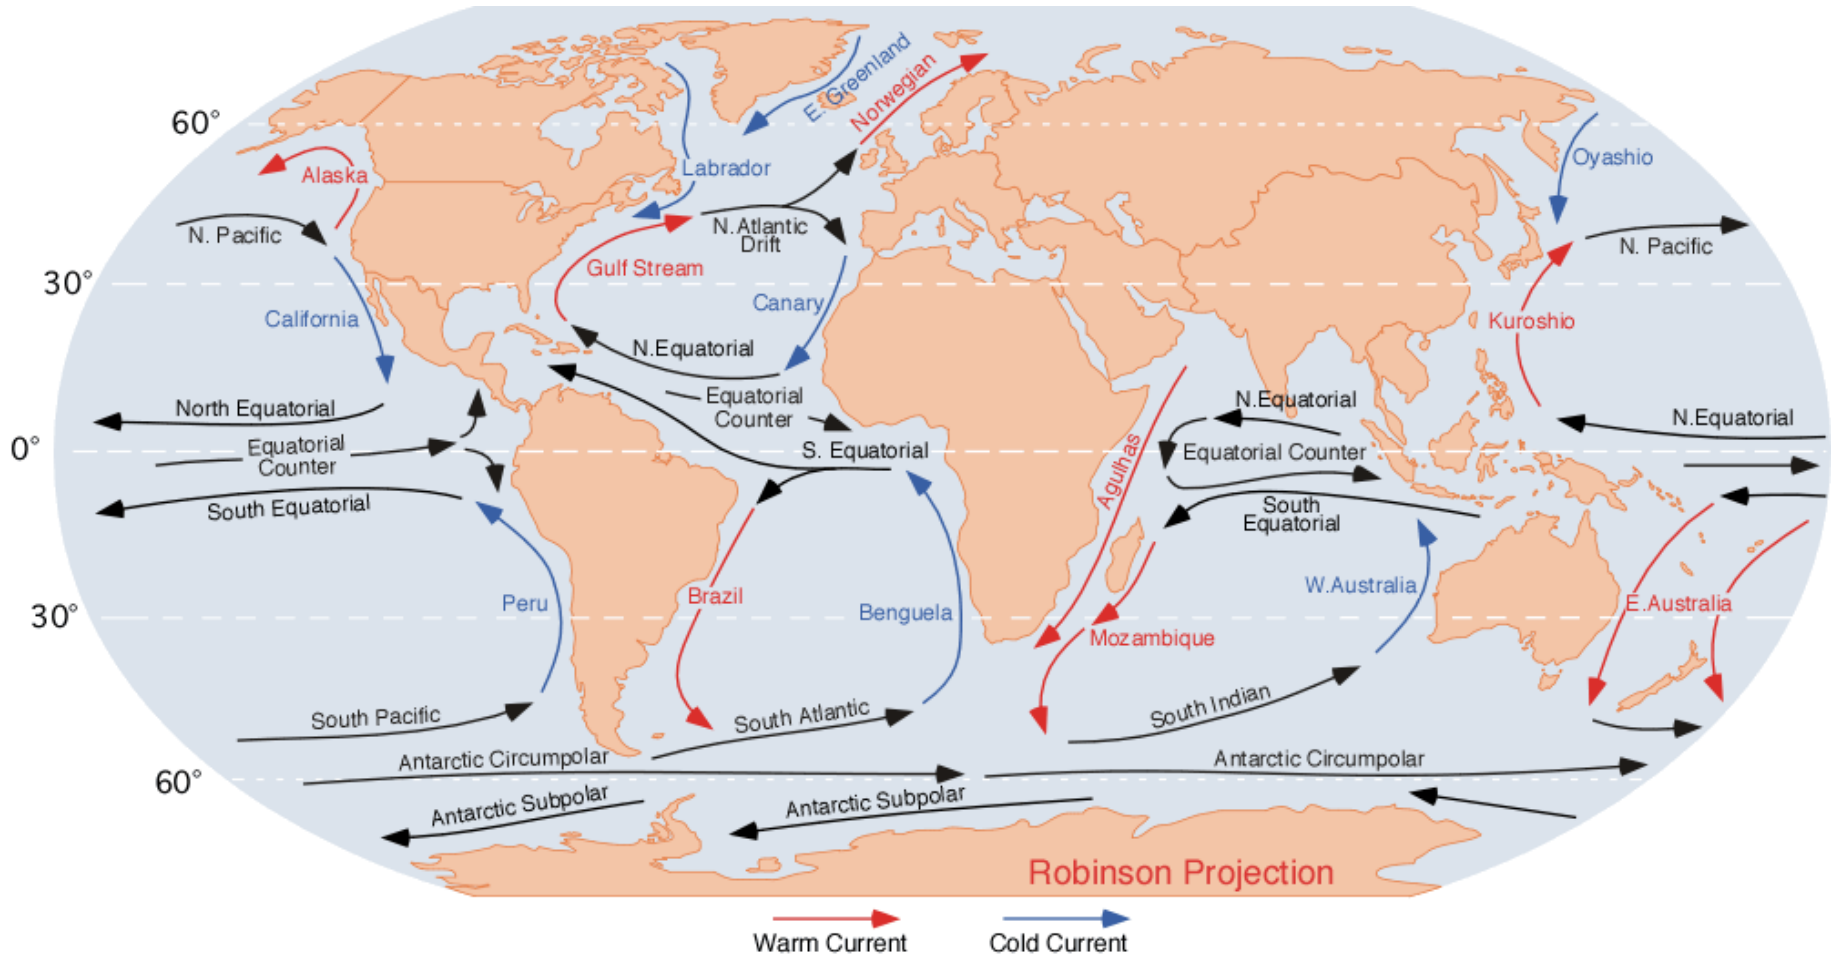 E. Greenland
Norwegian
60°
Labrador
Oyashio
Alaska
N. Pacific
N.Atlantic
Drift
N. Pacific
Gulf Stream
30°
Canary
California
Kuroshio
N.Equatorial
Equatorial
Counter
North Equatorial
N.Equatorial
N.Equatorial
0°
Equatorial
Counter
S. Equatorial
Equatorial Counter
Agulhas
South Equatorial
South
Equatorial
Peru
Brazil
Benguela
W.Australia
E.Australia
30°
Mozambique
South Pacific
South Atlantic
South Indian
Antarctic Circumpolar
Antarctic Circumpolar
60°
Antarctic Subpolar
Antarctic Subpolar
Robinson Projection
Warm Current
Cold Current